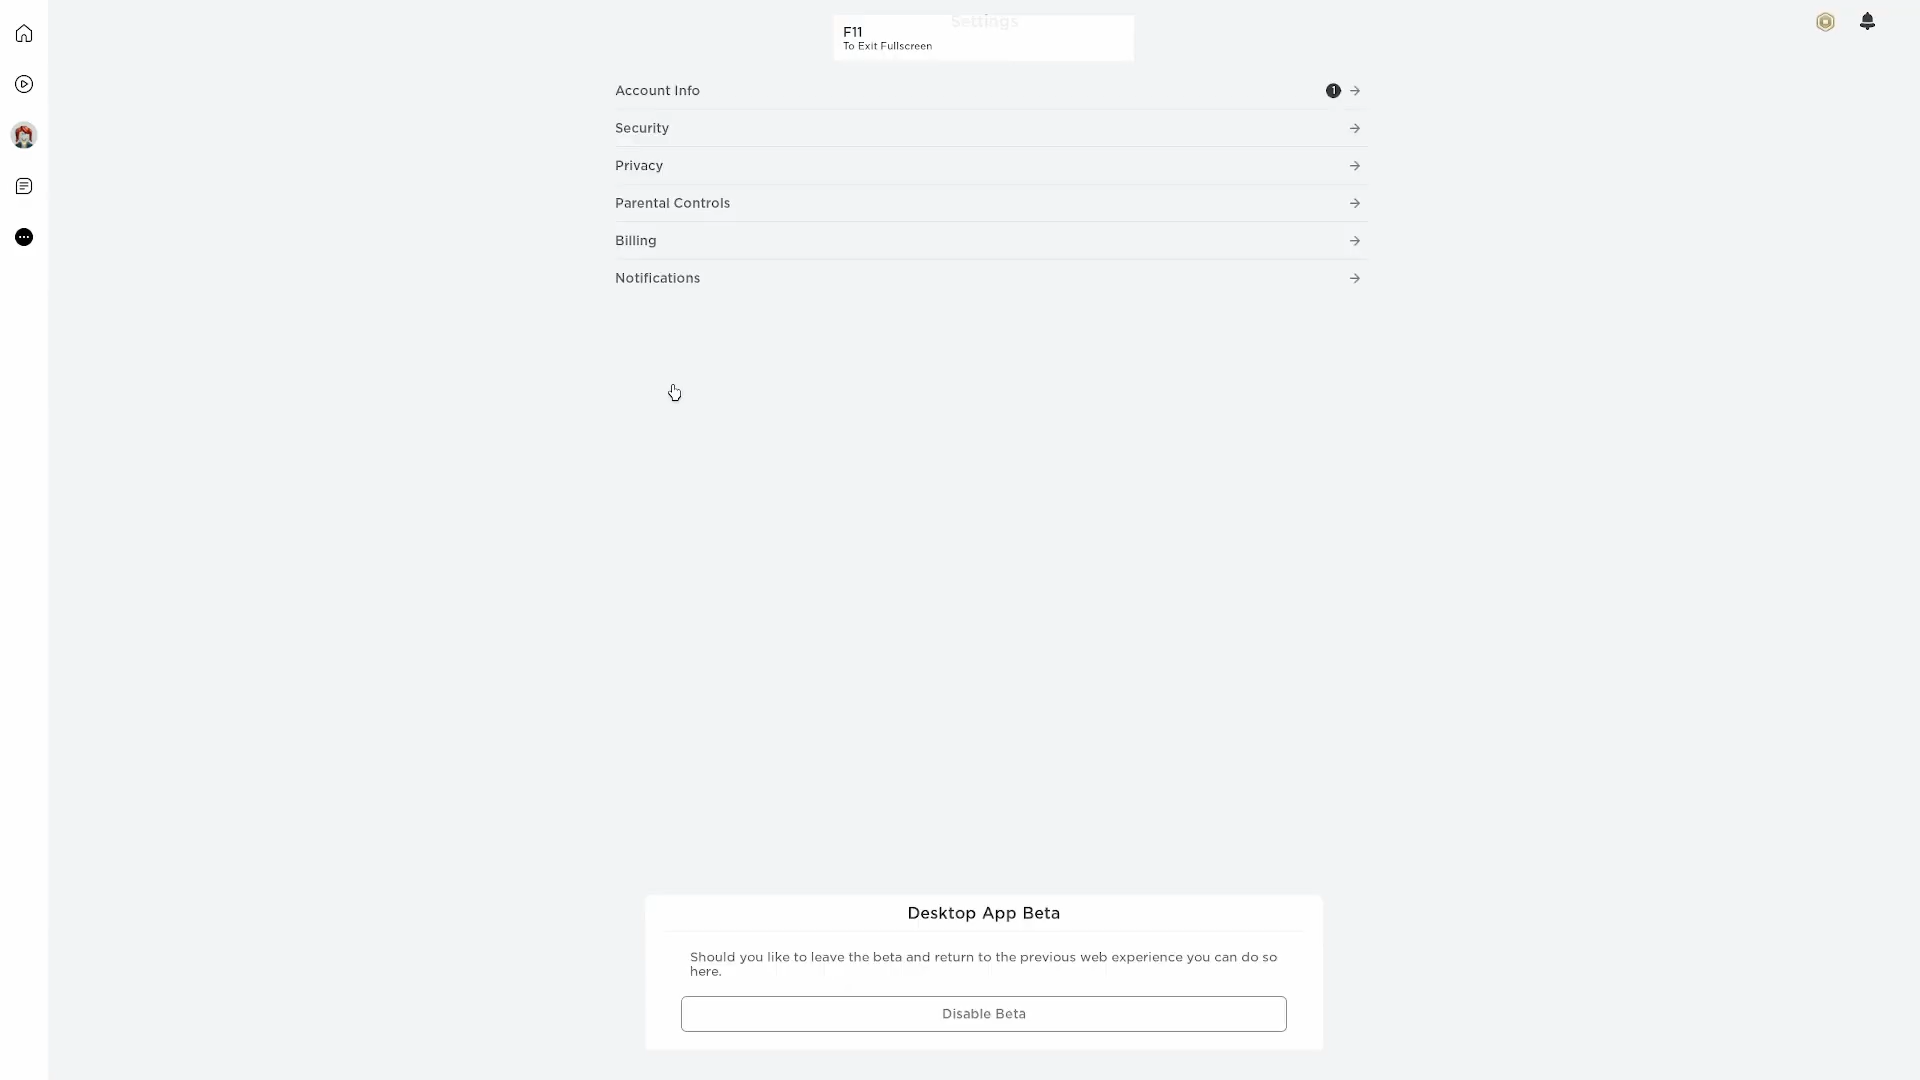 Settings
F11
To Exit Fullscreen
Account Info
1
Security
Privacy
Parental Controls
Billing
Notifications
Desktop App Beta
Should you like to leave the beta and return to the previous web experience you can do so
here.
Disable Beta